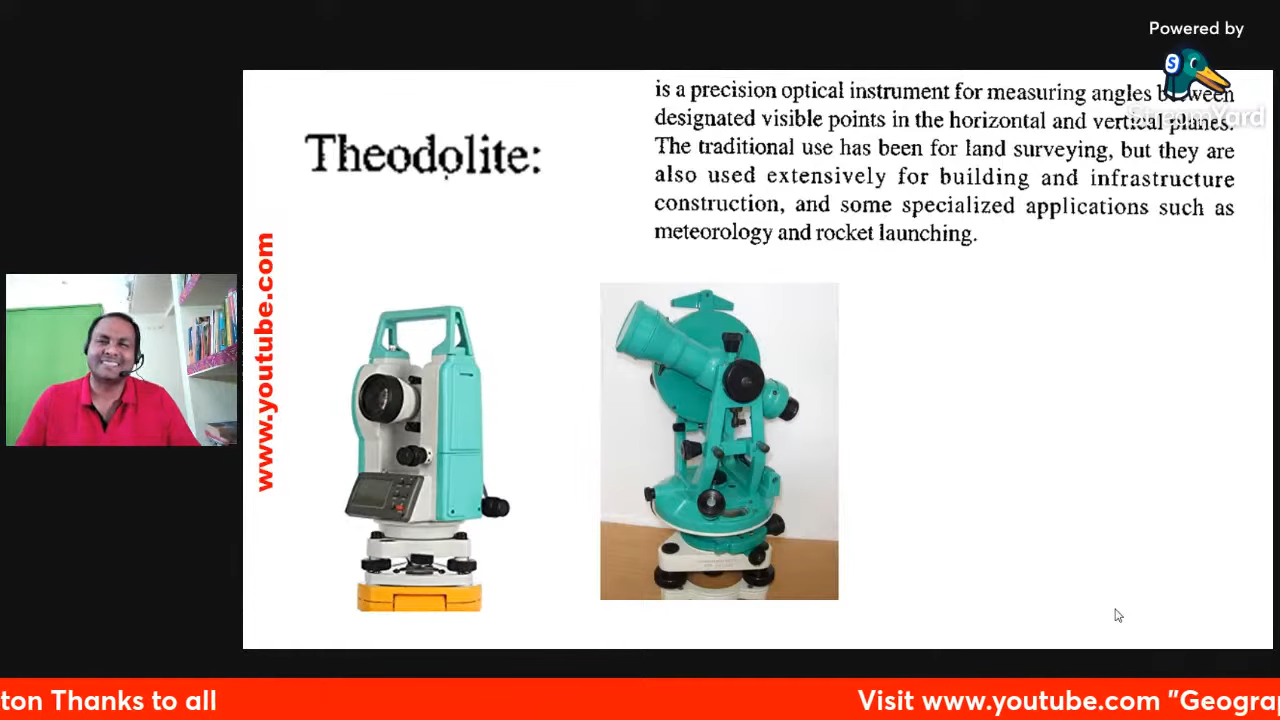 Powered by
StreamYard
is a precision optical instrument for measuring angles between
designated visible points in the horizontal and vertical planes.
The traditional use has been for land surveying, but they are
also used extensively for building and infrastructure
construction, and some specialized applications such as
meteorology and rocket launching.
Theodolite:
www.youtube.com
ton Thanks to all
Visit www.youtube.com "Geograp